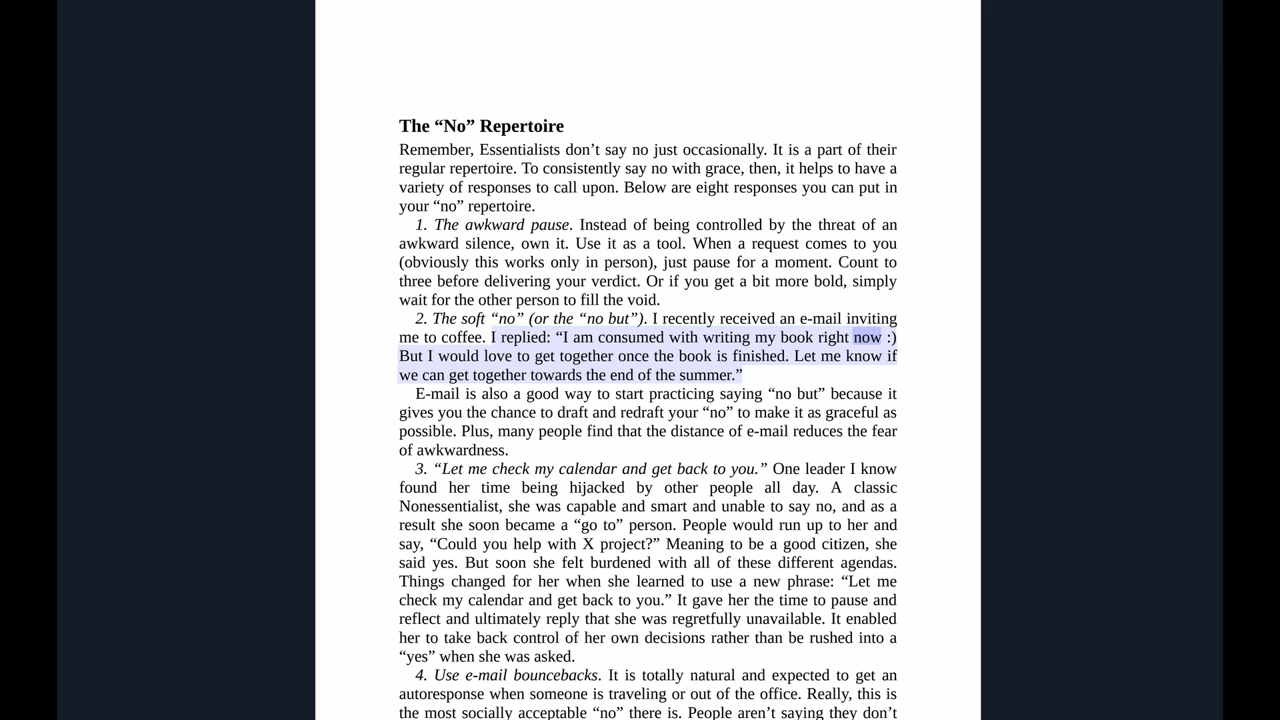 The “No” Repertoire
Remember, Essentialists don’t say no just occasionally. It is a part of their
regular repertoire. To consistently say no with grace, then, it helps to have a
variety of responses to call upon. Below are eight responses you can put in
your “no” repertoire.
1. The awkward pause. Instead of being controlled by the threat of an
awkward silence, own it. Use it as a tool. When a request comes to you
(obviously this works only in person), just pause for a moment. Count to
three before delivering your verdict. Or if you get a bit more bold, simply
wait for the other person to fill the void.
2. The soft “no” (or the “no but”). I recently received an e-mail inviting
me to coffee. I replied: “I am consumed with writing my book right now :)
But I would love to get together once the book is finished. Let me know if
we can get together towards the end of the summer.”
E-mail is also a good way to start practicing saying “no but” because it
gives you the chance to draft and redraft your “no” to make it as graceful as
possible. Plus, many people find that the distance of e-mail reduces the fear
of awkwardness.
3. “Let me check my calendar and get back to you.” One leader I know
found her time being hijacked by other people all day. A classic
Nonessentialist, she was capable and smart and unable to say no, and as a
result she soon became a “go to” person. People would run up to her and
say, “Could you help with X project?” Meaning to be a good citizen, she
said yes. But soon she felt burdened with all of these different agendas.
Things changed for her when she learned to use a new phrase: “Let me
check my calendar and get back to you.” It gave her the time to pause and
reflect and ultimately reply that she was regretfully unavailable. It enabled
her to take back control of her own decisions rather than be rushed into a
“yes” when she was asked.
4. Use e-mail bouncebacks. It is totally natural and expected to get an
autoresponse when someone is traveling or out of the office. Really, this is
the most socially acceptable “no” there is. People aren’t saying they don’t